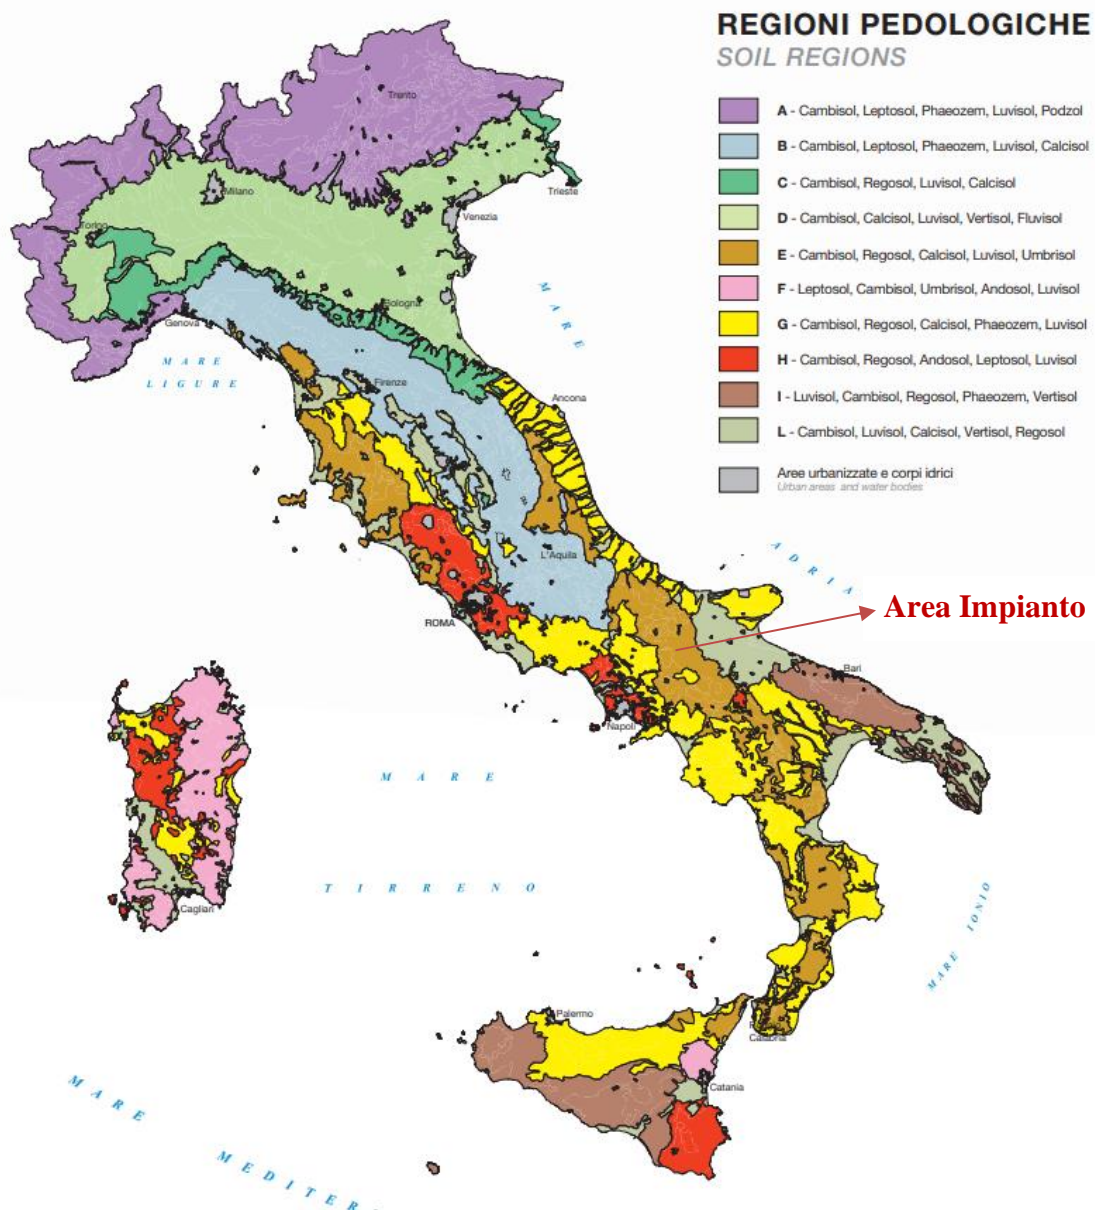 REGIONI PEDOLOGICHE
SOIL REGIONS
A - Cambisol, Leptosol, Phaeozem, Luvisol, Podzol
B - Cambisol, Leptosol, Phaeozem, Luvisol, Calcisol
C - Cambisol, Regosol, Luvisol, Calcisol
D - Cambisol, Calcisol, Luvisol, Vertisol, Fluvisol
E - Cambisol, Regosol, Calcisol, Luvisol, Umbrisol
F - Leptosol, Cambisol, Umbrisol, Andosol, Luvisol
G - Cambisol, Regosol, Calcisol, Phaeozem, Luvisol
H - Cambisol, Regosol, Andosol, Leptosol, Luvisol
I - Luvisol, Cambisol, Regosol, Phaeozem, Vertisol
L - Cambisol, Luvisol, Calcisol, Vertisol, Regosol
Aree urbanizzate e corpi idrici
Urban areas and water bodies
Trento
Milano
Trieste
Venezia
Torino
Bologna
Genova
MARE
LIGURE
Firenze
Ancona
MARE
L'Aquila
ADRIA
Area Impianto
ROMA
Bari
Napoli
MARE
TIRRENO
Cagliari
MARE IONIO
Palermo
Calabria
Catania
MARE
MEDITER